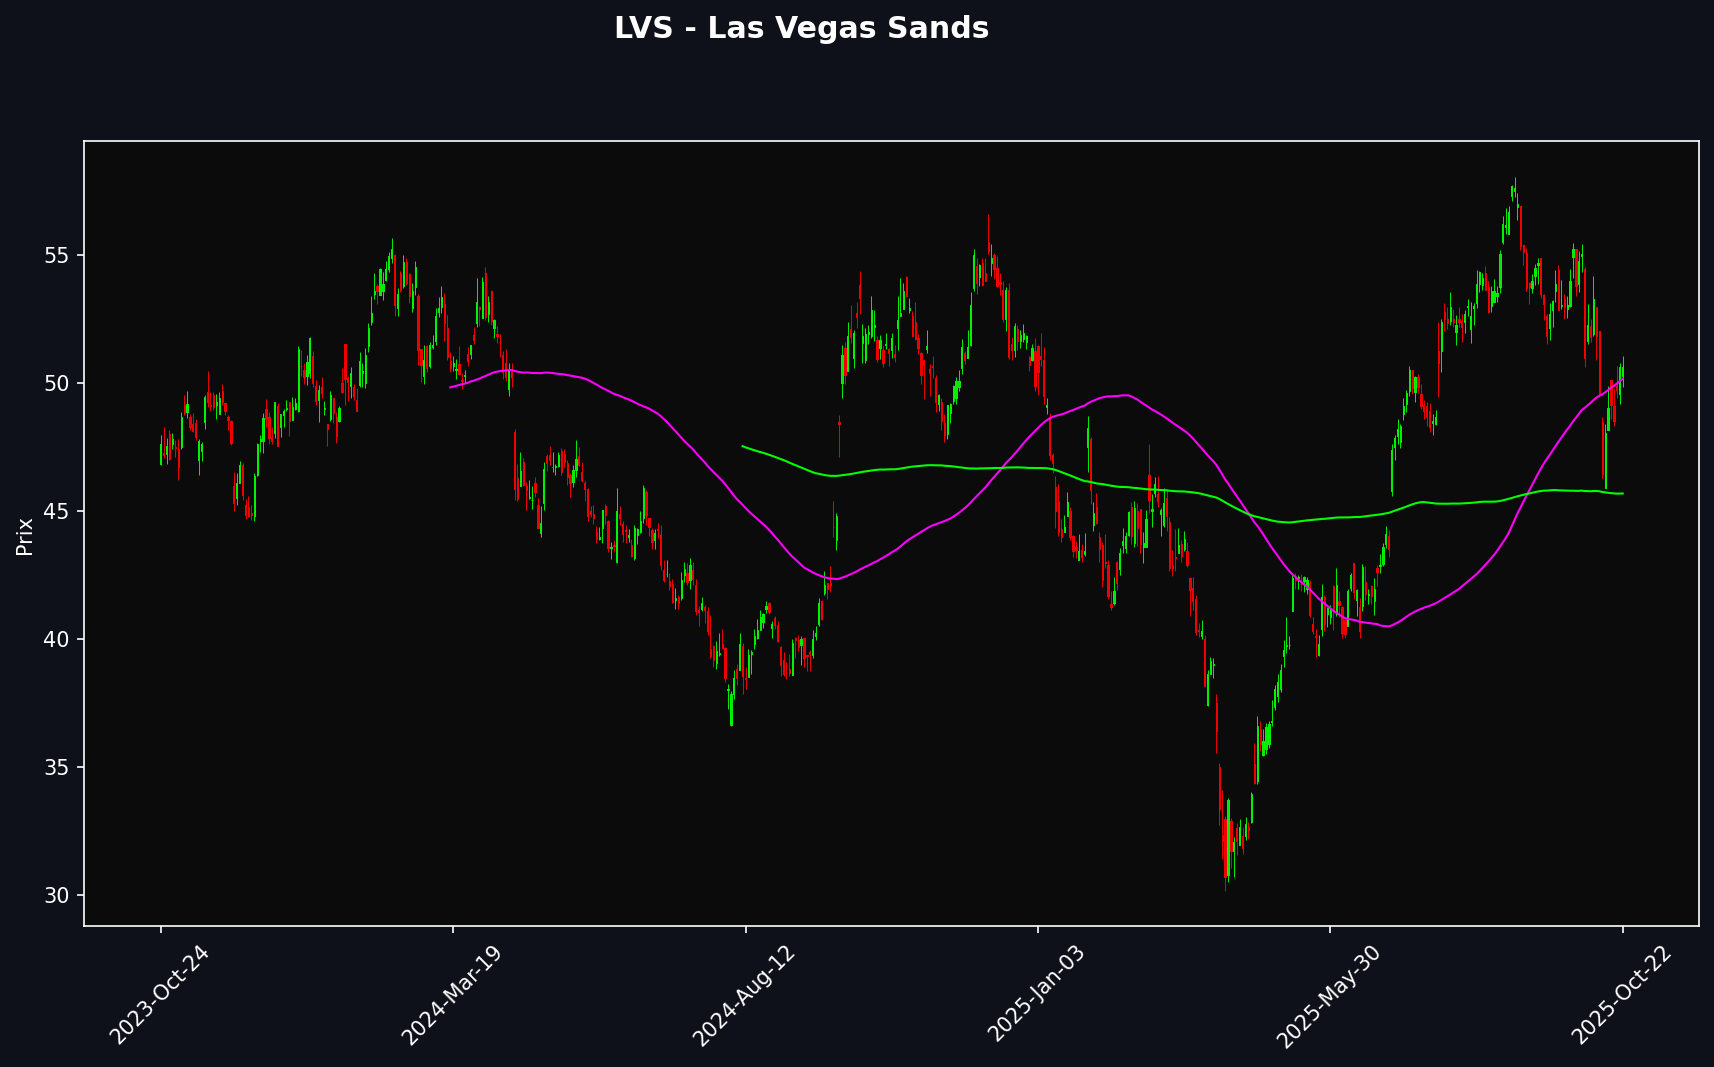 LVS - Las Vegas Sands
Prix
55
50
45
40
35
30
2023-Oct-24
2024-Mar-19
2024-Aug-12
2025-Jan-03
2025-May-30
2025-Oct-22